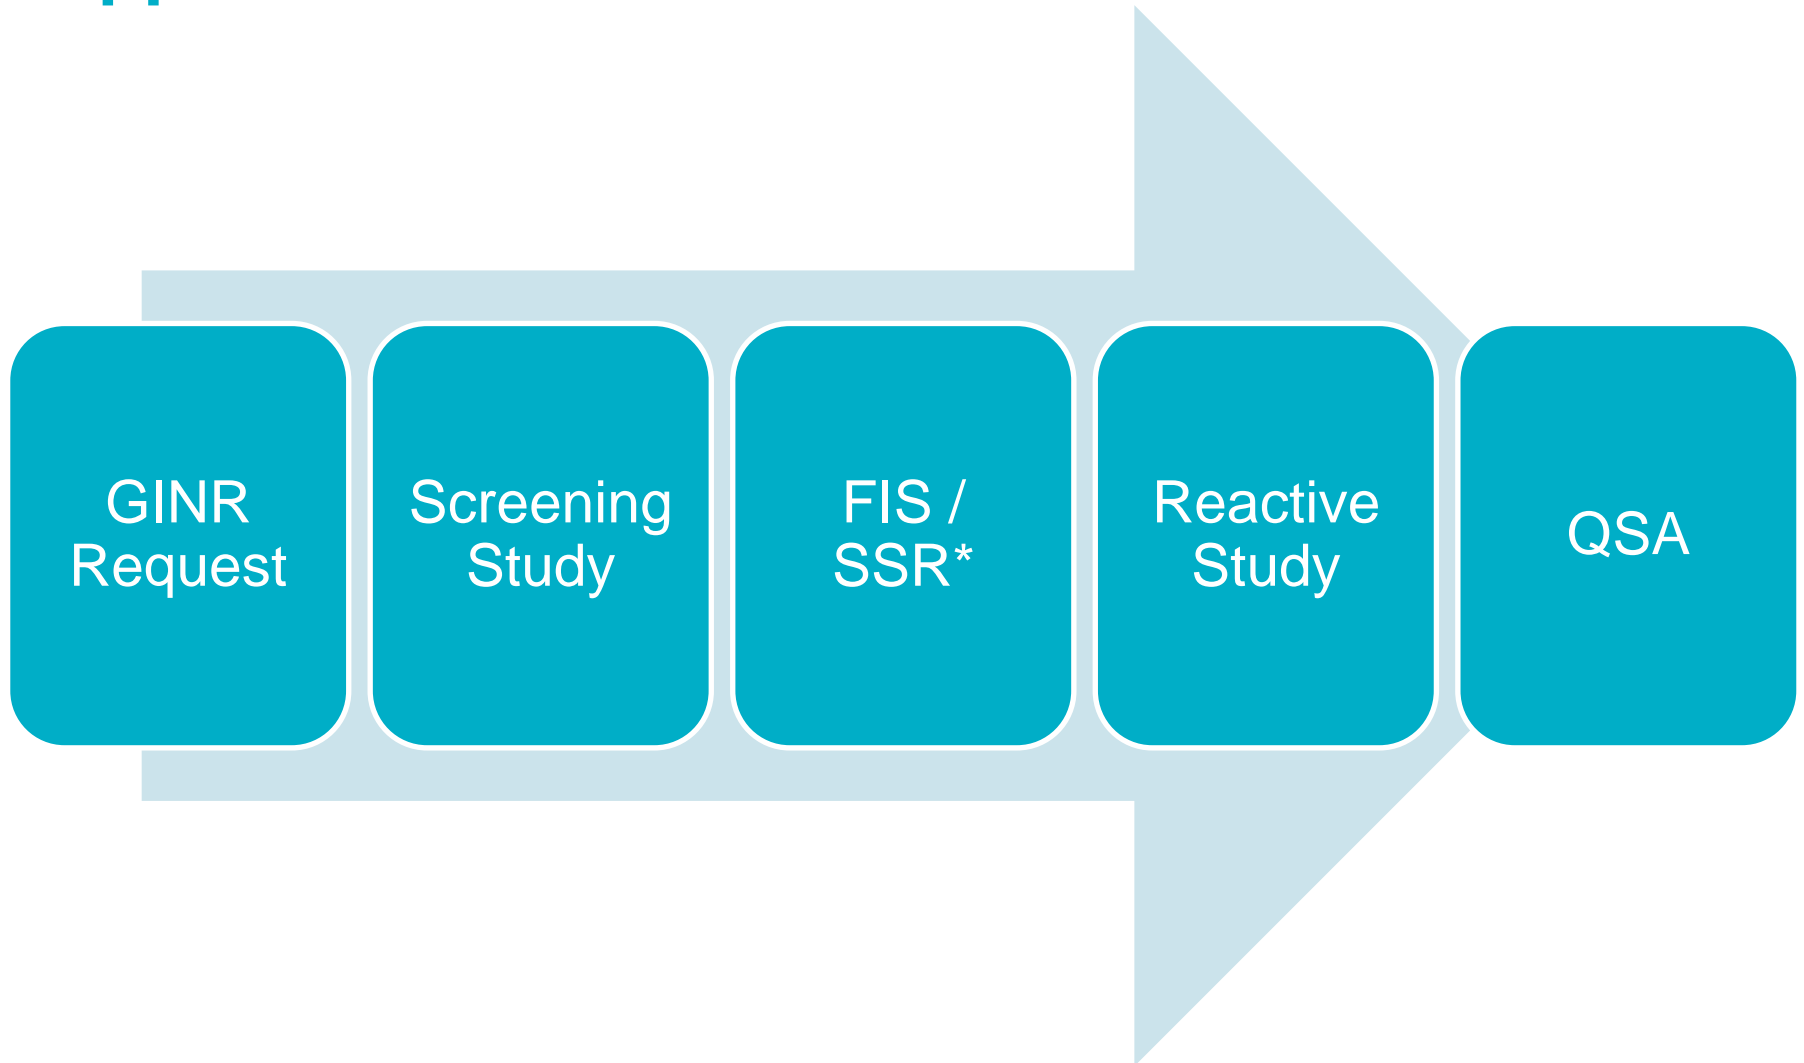 GINR
Request
Screening
Study
FIS /
SSR*
Reactive
Study
QSA